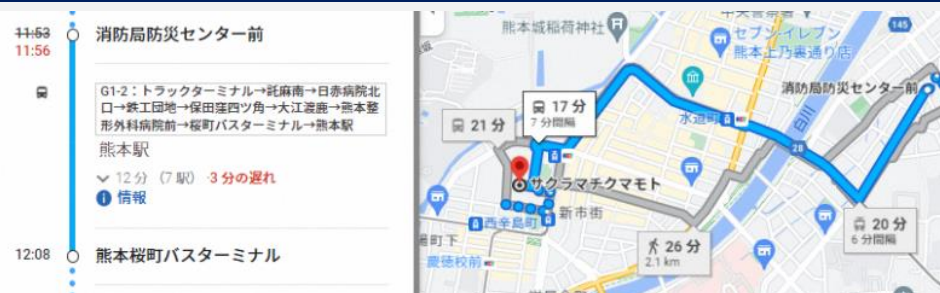 11:53
11:56
消防局防災センター前
G1-2：トラックターミナル→託麻南→日赤病院北
口→鉄工団地→保田窪四ツ角→大江渡鹿→熊本整
形外科病院前→桜町バスターミナル→熊本駅
熊本駅
12 分 （7 駅） ·3 分の遅れ
情報
12:08
熊本桜町バスターミナル
熊本城稲荷神社
セブン-イレブン
熊本上乃裏通り店
145
消防局防災センター前
17 分
7 分間隔
21 分
水道町
白川
28
サクラマチクマモト
新市街
西辛島町
20 分
6 分間隔
26 分
2.1 km
慶徳校前